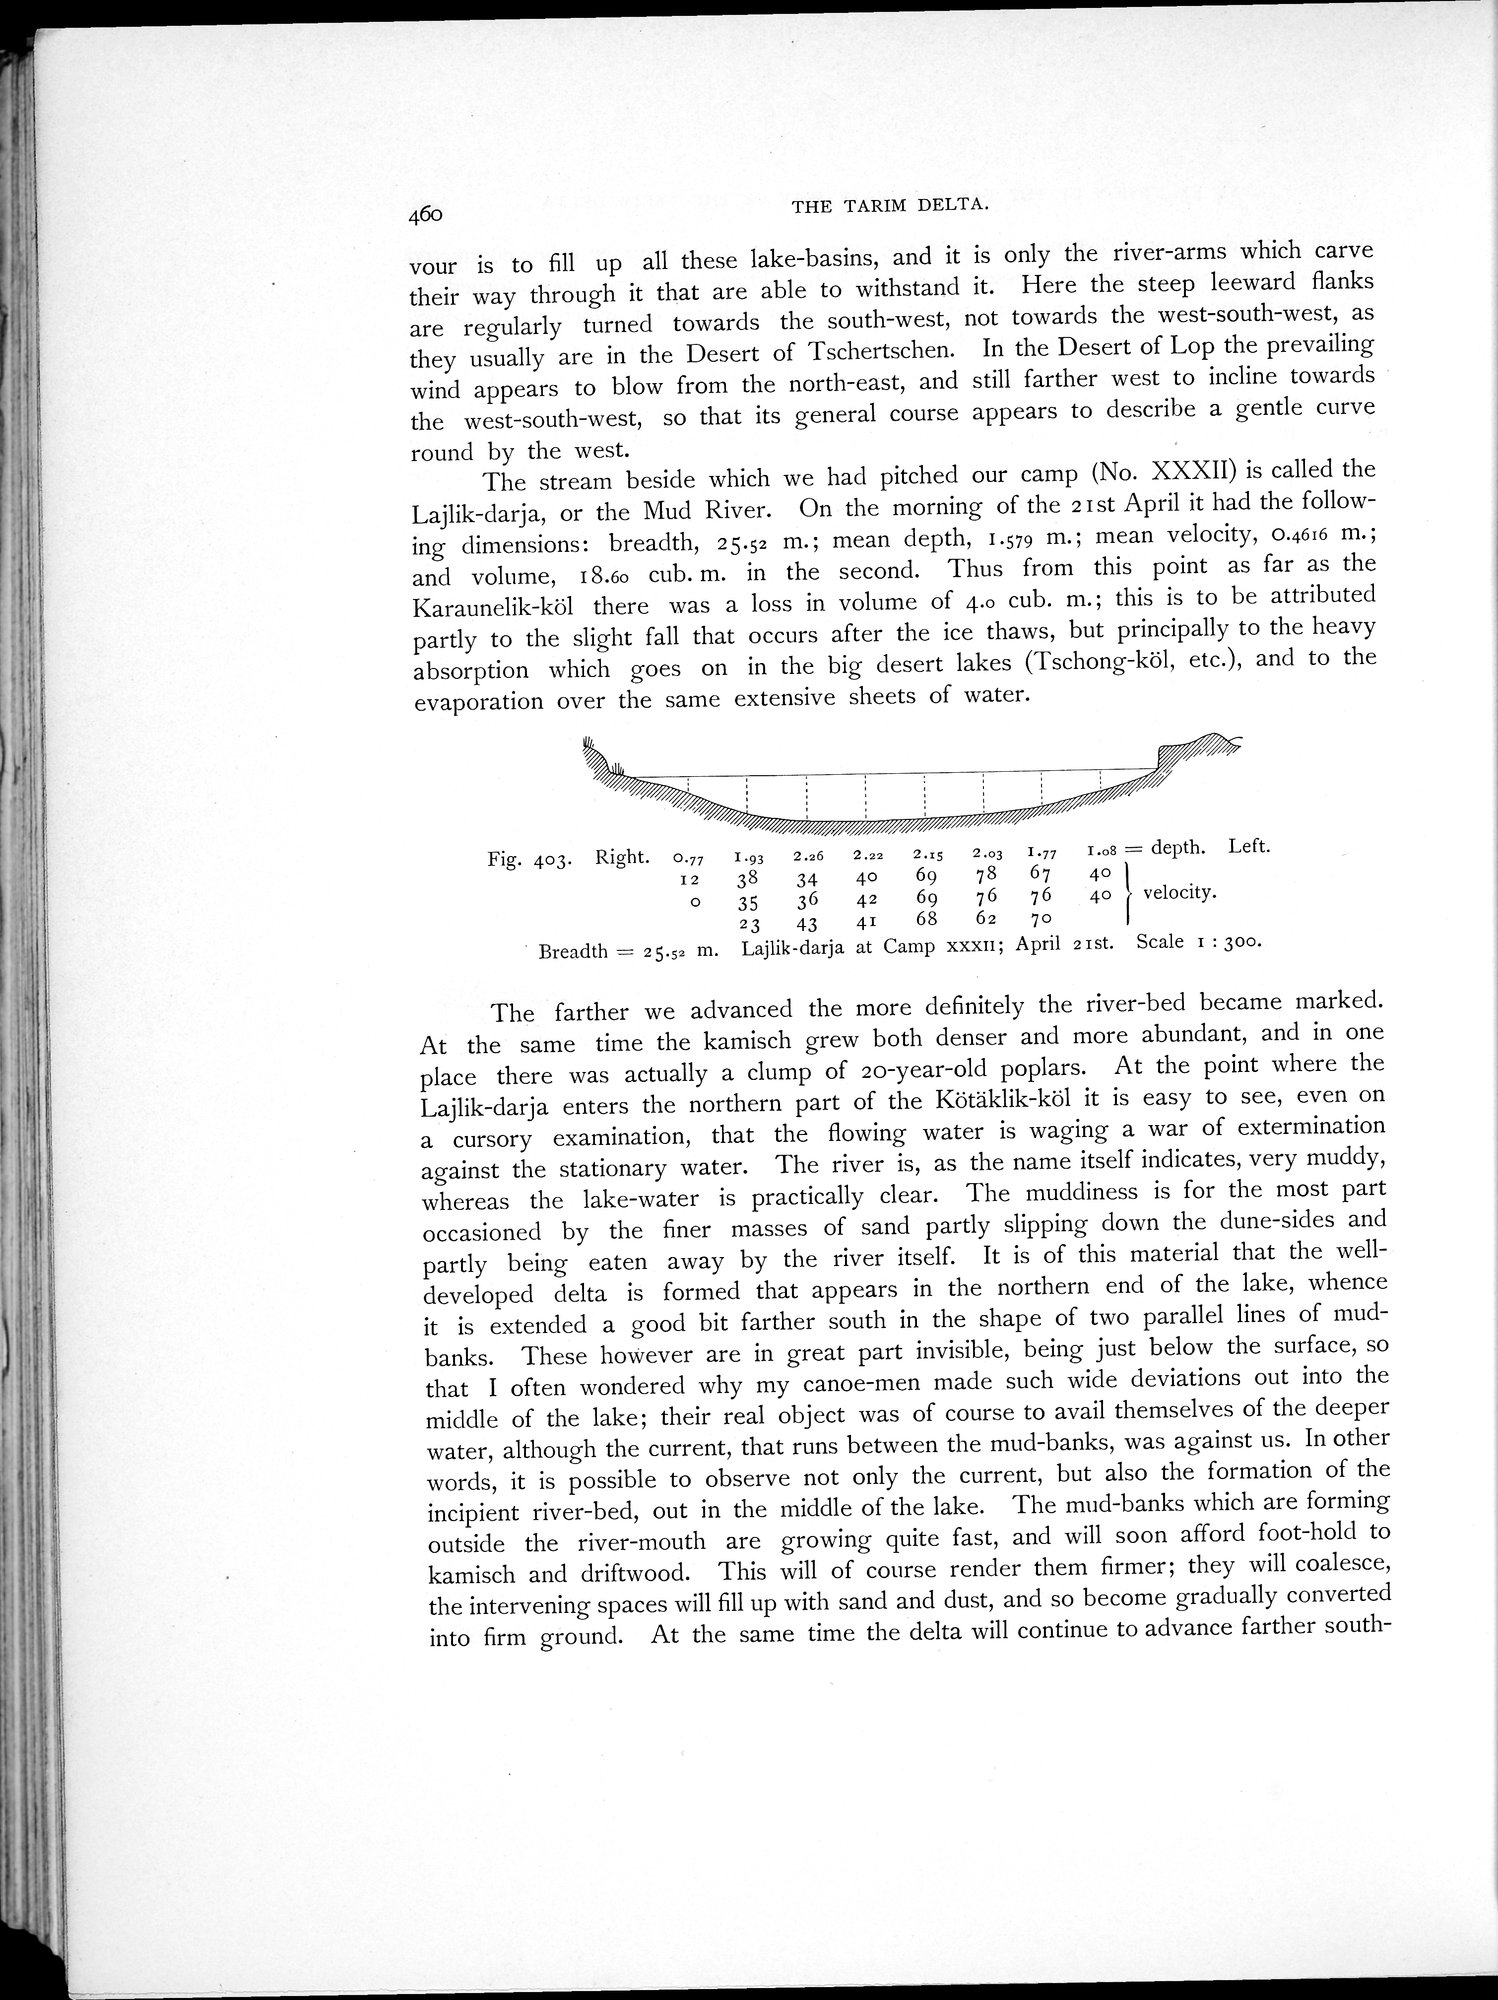 460
THE TARIM DELTA.
vour is to fill up all these lake-basins, and it is only the river-arms which carve
their way through it that are able to withstand it. Here the steep leeward flanks
are regularly turned towards the south-west, not towards the west-south-west, as
they usually are in the Desert of Tschertschen. In the Desert of Lop the prevailing
wind appears to blow from the north-east, and still farther west to incline towards
the west-south-west, so that its general course appears to describe a gentle curve
round by the west.
The stream beside which we had pitched our camp (No. XXXII) is called the
Lajlik-darja, or the Mud River. On the morning of the 21st April it had the follow-
ing dimensions: breadth, 25.52 m.; mean depth, 1.579 m.; mean velocity, 0.4616 m.;
and volume, 18.60 cub. m. in the second. Thus from this point as far as the
Karaunelik-köl there was a loss in volume of 4.0 cub. m.; this is to be attributed
partly to the slight fall that occurs after the ice thaws, but principally to the heavy
absorption which goes on in the big desert lakes (Tschong-köl, etc.), and to the
evaporation over the same extensive sheets of water.
Fig. 403. Right. 0.77 1.93 2.26 2.22 2.15 2.03 1.77 1.08 = depth. Left.
12 38 34 40 69 78 67 40
0 35 36 42 69 76 76 40 velocity.
23 43 41 68 62 70
Breadth = 25.52 m. Lajlik-darja at Camp XXXII; April 21st. Scale 1 : 300.
The farther we advanced the more definitely the river-bed became marked.
At the same time the kamisch grew both denser and more abundant, and in one
place there was actually a clump of 20-year-old poplars. At the point where the
Lajlik-darja enters the northern part of the Kötäklik-köl it is easy to see, even on
a cursory examination, that the flowing water is waging a war of extermination
against the stationary water. The river is, as the name itself indicates, very muddy,
whereas the lake-water is practically clear. The muddiness is for the most part
occasioned by the finer masses of sand partly slipping down the dune-sides and
partly being eaten away by the river itself. It is of this material that the well-
developed delta is formed that appears in the northern end of the lake, whence
it is extended a good bit farther south in the shape of two parallel lines of mud-
banks. These however are in great part invisible, being just below the surface, so
that I often wondered why my canoe-men made such wide deviations out into the
middle of the lake; their real object was of course to avail themselves of the deeper
water, although the current, that runs between the mud-banks, was against us. In other
words, it is possible to observe not only the current, but also the formation of the
incipient river-bed, out in the middle of the lake. The mud-banks which are forming
outside the river-mouth are growing quite fast, and will soon afford foot-hold to
kamisch and driftwood. This will of course render them firmer; they will coalesce,
the intervening spaces will fill up with sand and dust, and so become gradually converted
into firm ground. At the same time the delta will continue to advance farther south-